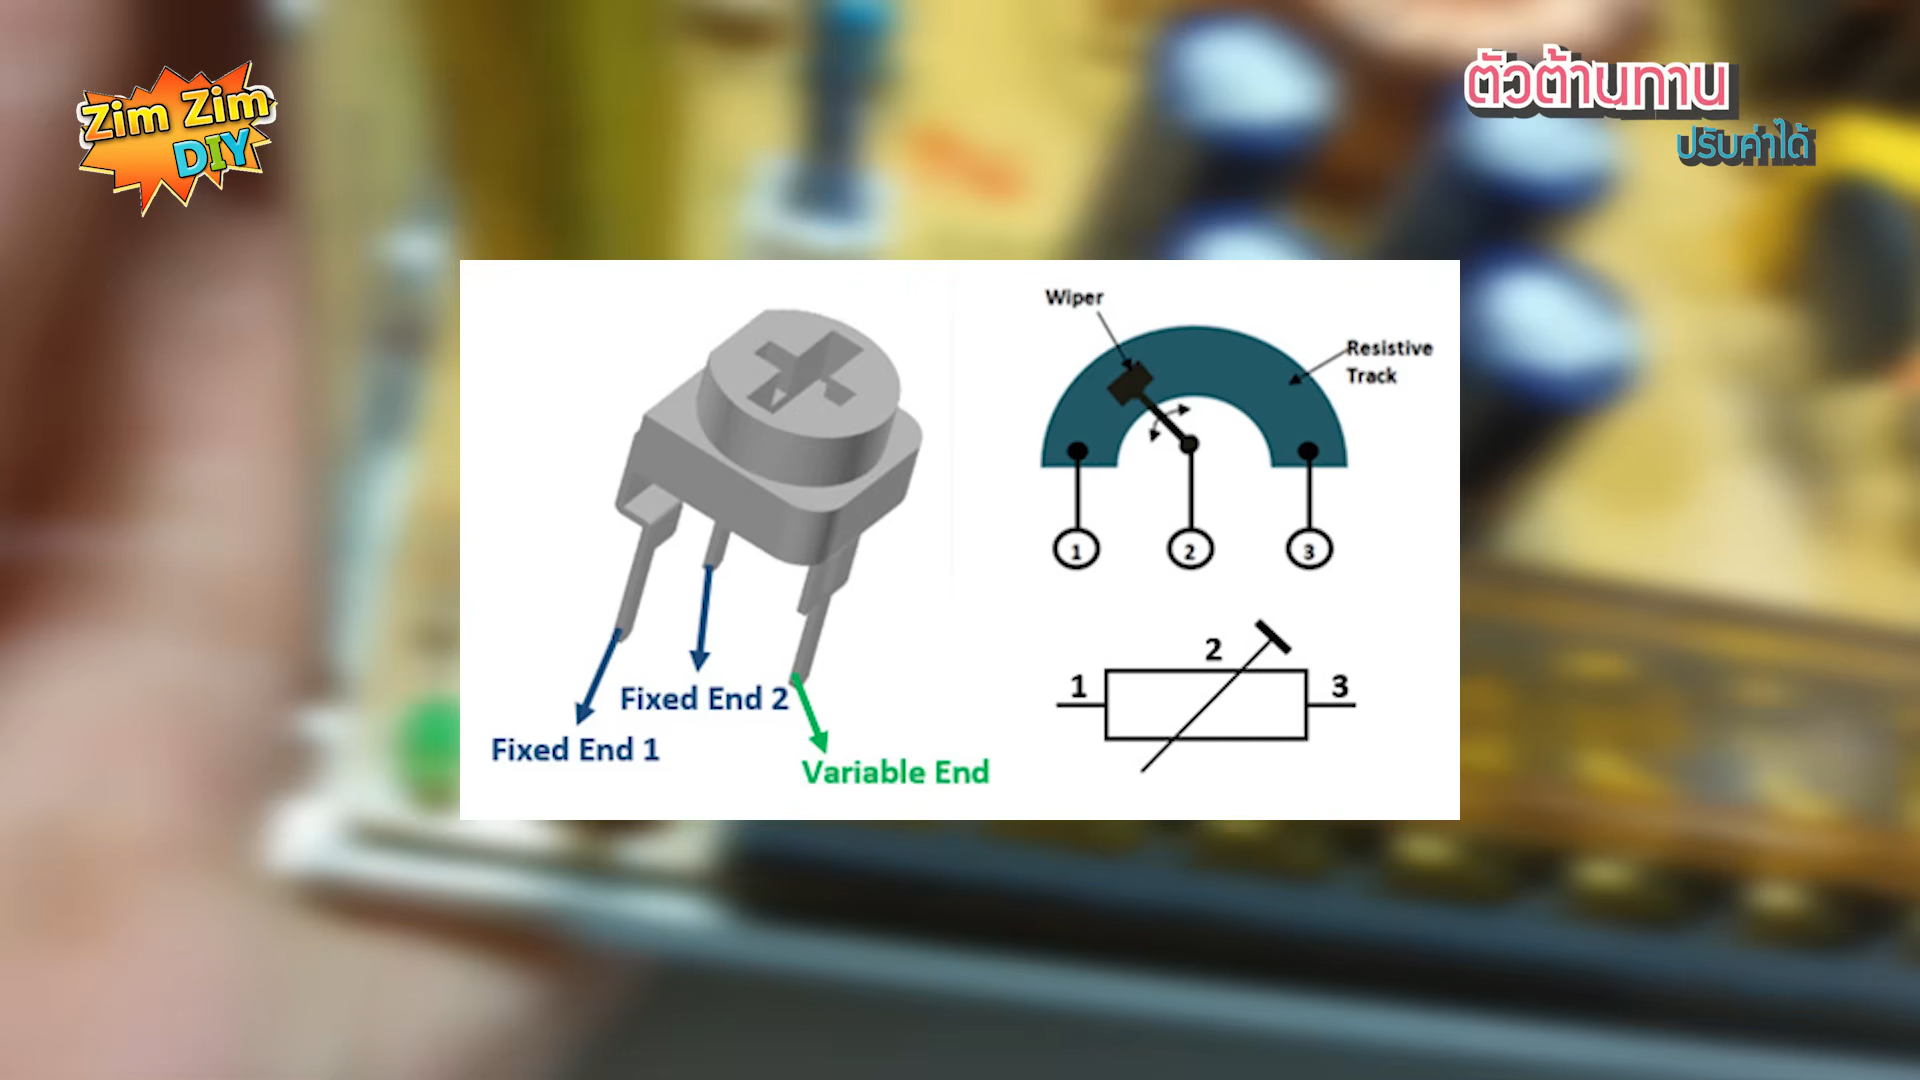 Zim Zim
DIY
ตัวต้านทาน
ปรับค่าได้
Wiper
Resistive
Track
1
2
3
2
1
3
Fixed End 2
Fixed End 1
Variable End